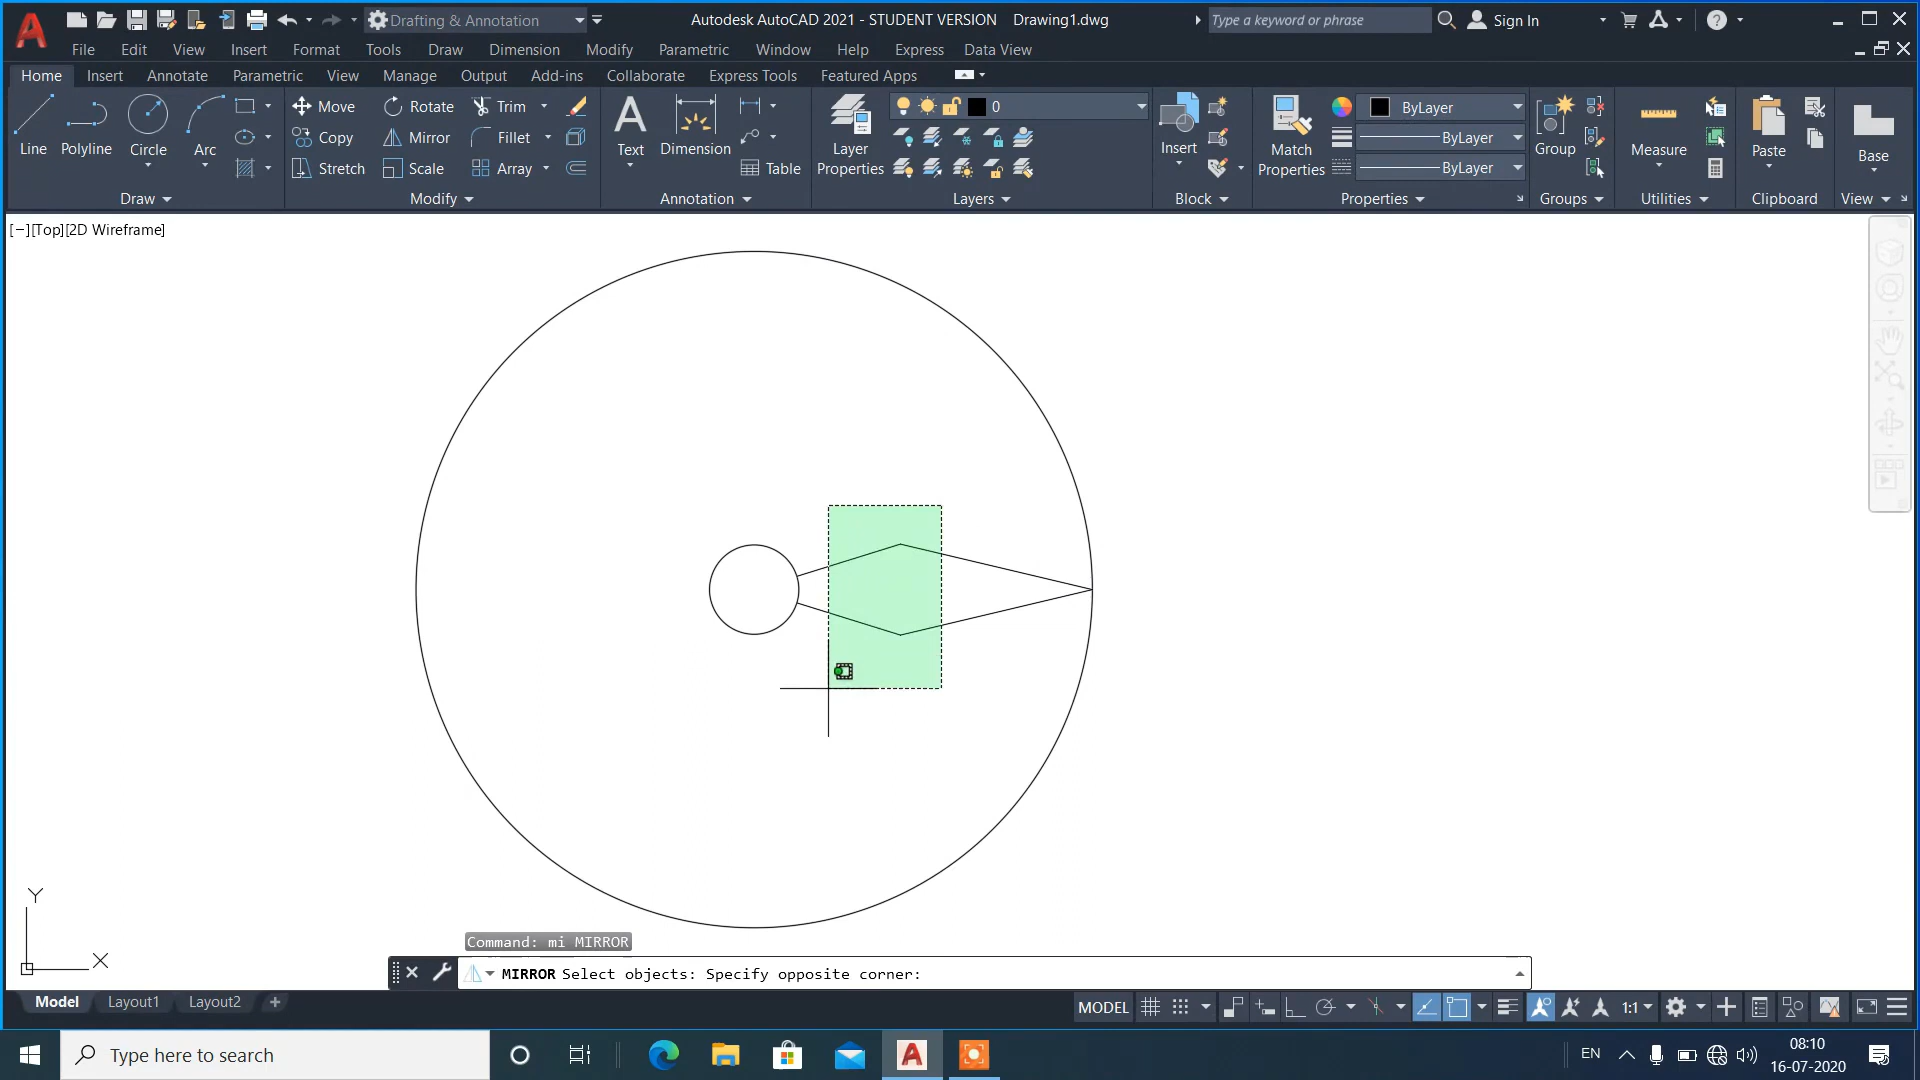 Drafting & Annotation
Autodesk AutoCAD 2021 - STUDENT VERSION Drawing1.dwg
Type a keyword or phrase
Sign In
File Edit View Insert Format Tools Draw Dimension Modify Parametric Window Help Express Data View
Home Insert Annotate Parametric View Manage Output Add-ins Collaborate Express Tools Featured Apps
Line
Polyline
Circle
Arc
Move
Rotate
Trim
Copy
Mirror
Fillet
Stretch
Scale
Array
Text
Dimension
Table
Layer
Properties
0
Insert
Match
Properties
ByLayer
ByLayer
ByLayer
Group
Measure
Paste
Base
Draw
Modify
Annotation
Layers
Block
Properties
Groups
Utilities
Clipboard
View
[−][Top][2D Wireframe]
Y
X
Command: mi MIRROR
MIRROR Select objects: Specify opposite corner:
Model Layout1 Layout2
MODEL
1:1
Type here to search
EN
08:10
16-07-2020